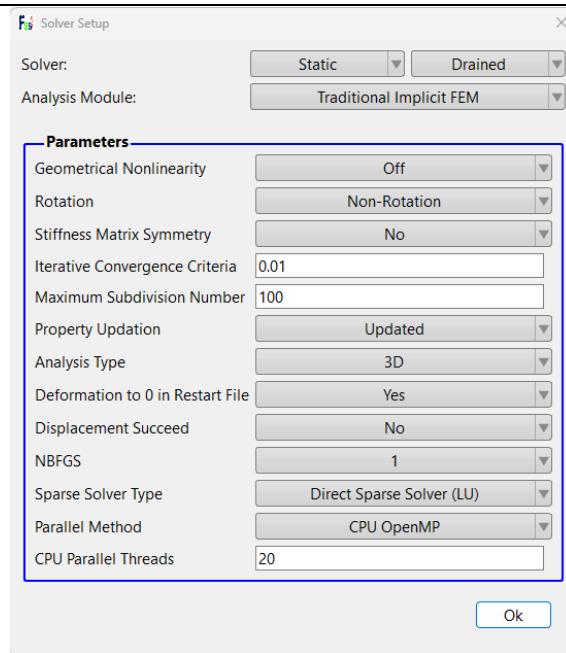 Fssi Solver Setup
Solver: Static Drained
Analysis Module: Traditional Implicit FEM
Parameters
Geometrical Nonlinearity Off
Rotation Non-Rotation
Stiffness Matrix Symmetry No
Iterative Convergence Criteria 0.01
Maximum Subdivision Number 100
Property Updation Updated
Analysis Type 3D
Deformation to 0 in Restart File Yes
Displacement Succeed No
NBFGS 1
Sparse Solver Type Direct Sparse Solver (LU)
Parallel Method CPU OpenMP
CPU Parallel Threads 20
Ok